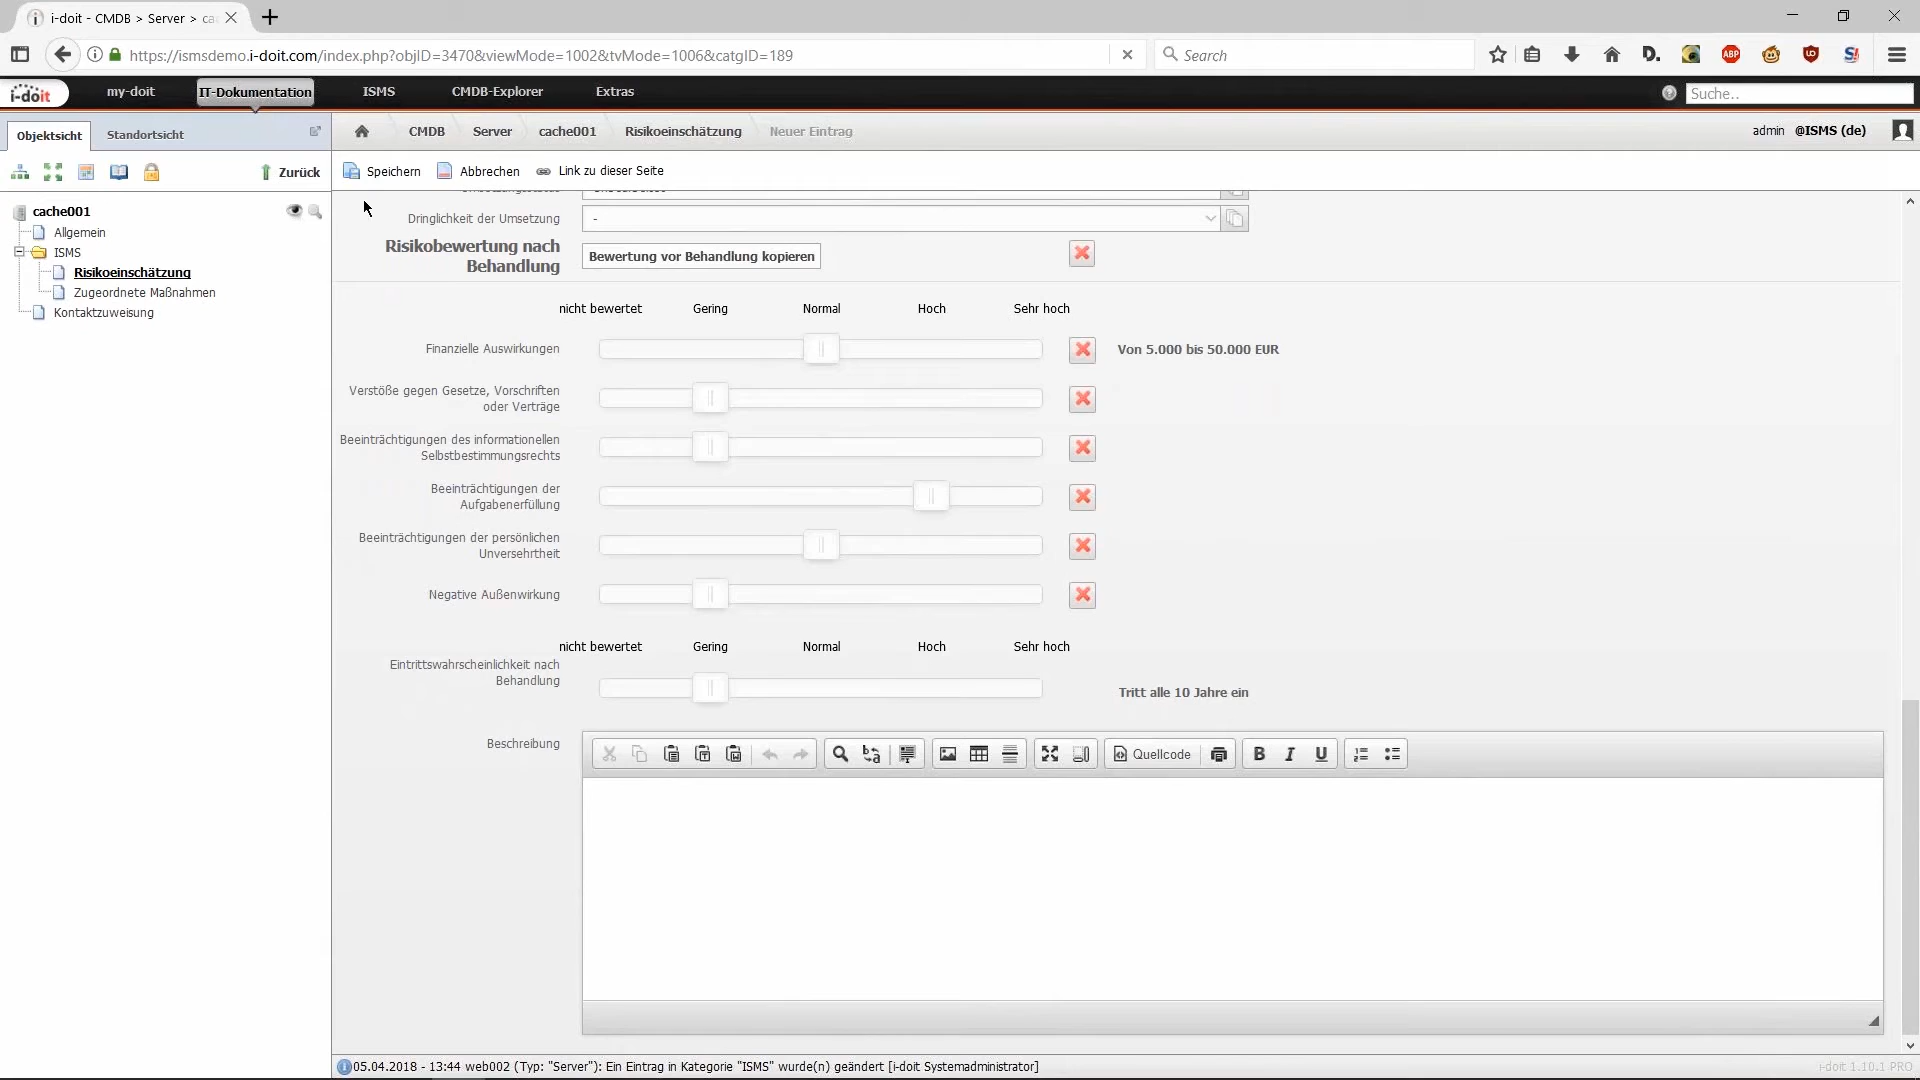 i-doit - CMDB > Server > ca
https://ismsdemo.i-doit.com/index.php?objID=3470&viewMode=1002&tvMode=1006&catgID=189
Search
D.
ABP
i-doit
my-doit
IT-Dokumentation
ISMS
CMDB-Explorer
Extras
Suche..
Objektsicht
Standortsicht
CMDB
Server
cache001
Risikoeinschätzung
Neuer Eintrag
admin @ISMS (de)
Zurück
Speichern
Abbrechen
Link zu dieser Seite
cache001
Allgemein
ISMS
Risikoeinschätzung
Zugeordnete Maßnahmen
Kontaktzuweisung
Dringlichkeit der Umsetzung
-
Risikobewertung nach
Behandlung
Bewertung vor Behandlung kopieren
nicht bewertet Gering Normal Hoch Sehr hoch
Finanzielle Auswirkungen
Von 5.000 bis 50.000 EUR
Verstöße gegen Gesetze, Vorschriften
oder Verträge
Beeinträchtigungen des informationellen
Selbstbestimmungsrechts
Beeinträchtigungen der
Aufgabenerfüllung
Beeinträchtigungen der persönlichen
Unversehrtheit
Negative Außenwirkung
nicht bewertet Gering Normal Hoch Sehr hoch
Eintrittswahrscheinlichkeit nach
Behandlung
Tritt alle 10 Jahre ein
Beschreibung
Quellcode
B I U
05.04.2018 - 13:44 web002 (Typ: "Server"): Ein Eintrag in Kategorie "ISMS" wurde(n) geändert [i-doit Systemadministrator]
i-doit 1.10.1 PRO